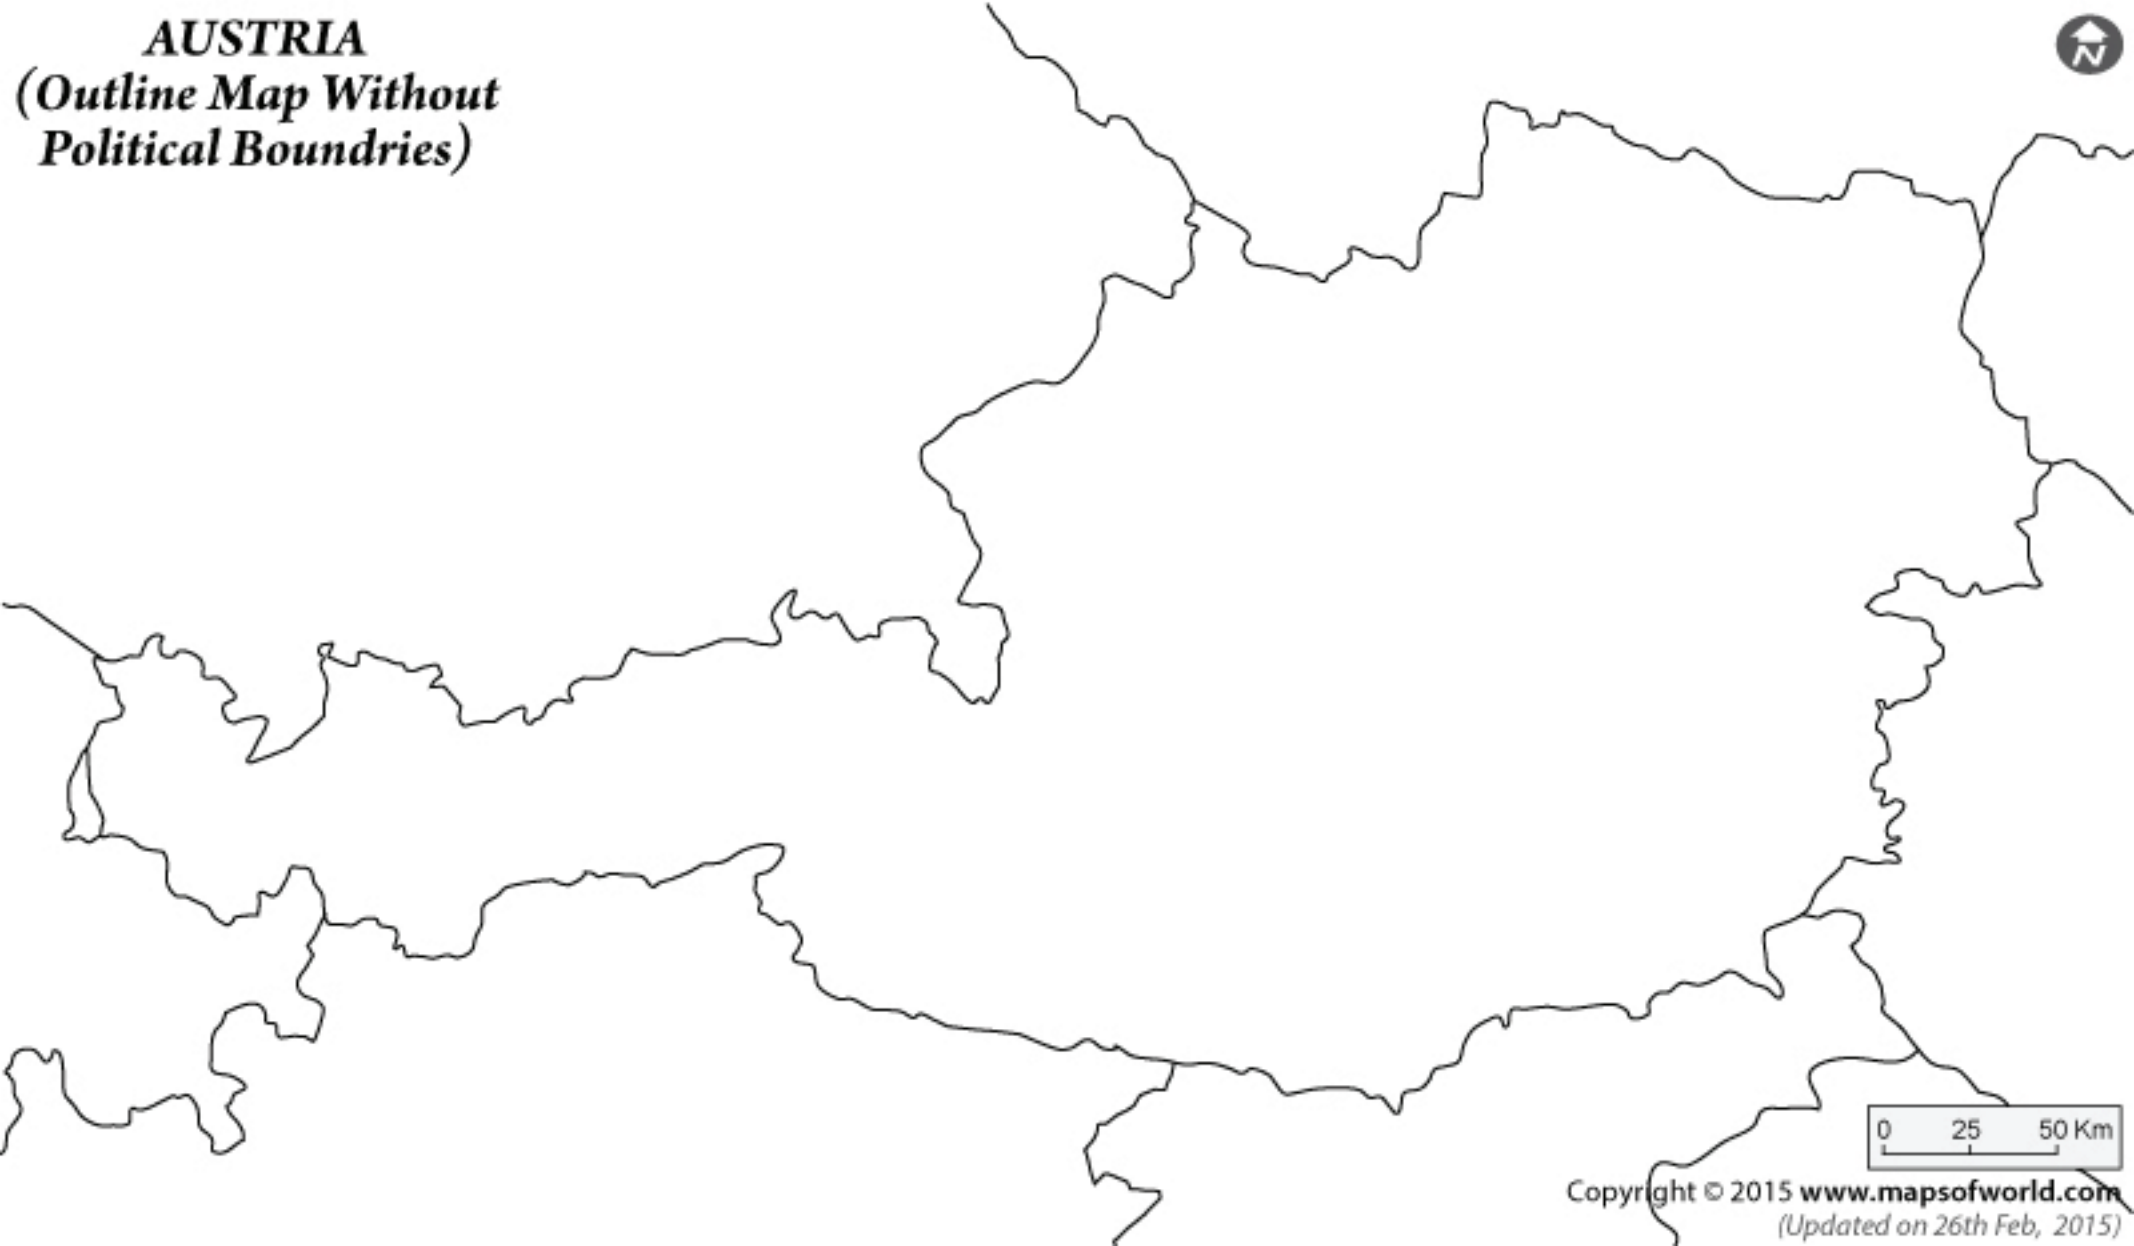 AUSTRIA
(Outline Map Without
Political Boundries)
N
0 25 50 Km
Copyright © 2015 www.mapsofworld.com
(Updated on 26th Feb, 2015)